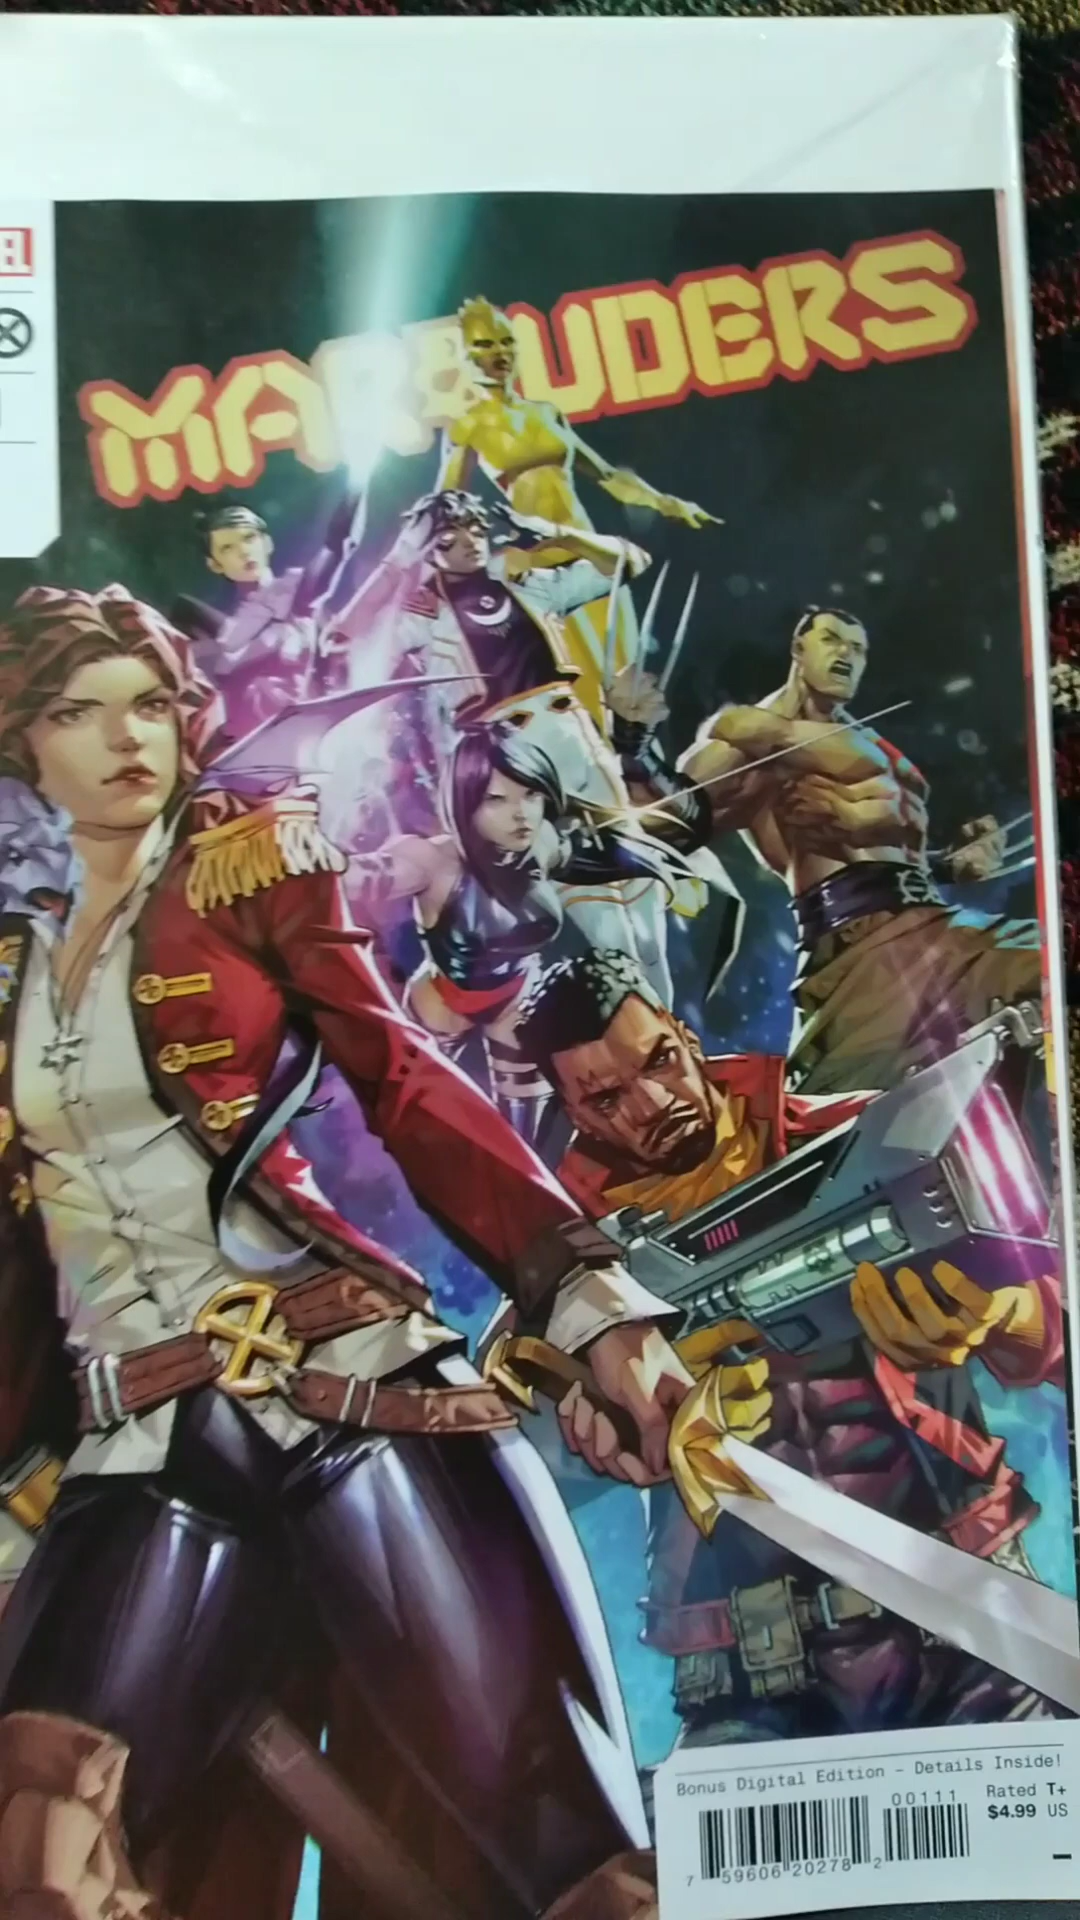 MARAUDERS
Bonus Digital Edition – Details Inside!
00111
Rated T+
$4.99 US
7 59606 20278 2